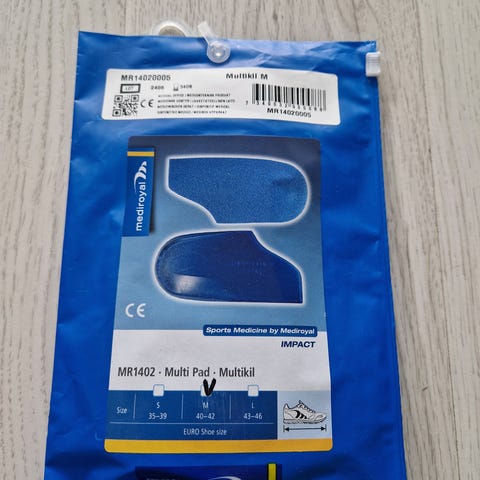 MR14020005
Multikil M
LOT 2406
MR14020005
mediroyal
CE
Sports Medicine by Mediroyal
IMPACT
MR1402 · Multi Pad · Multikil
S M L
Size 35–39 40–42 43–46
EURO Shoe size